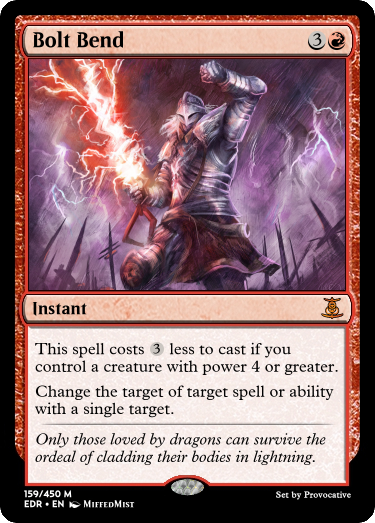 Bolt Bend 3
Instant
This spell costs 3 less to cast if you
control a creature with power 4 or greater.
Change the target of target spell or ability
with a single target.
Only those loved by dragons can survive the
ordeal of cladding their bodies in lightning.
159/450 M
Set by Provocative
EDR • EN MIFFEDMIST